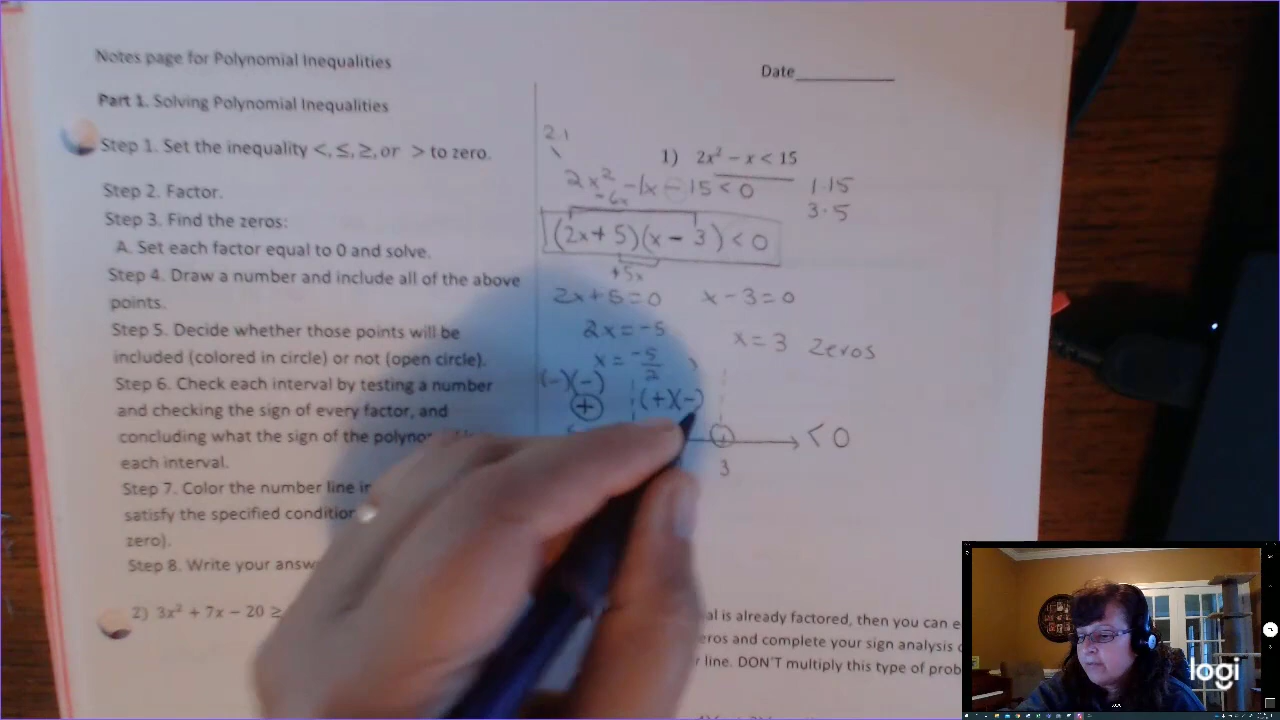 Notes page for Polynomial Inequalities
Date
Part 1. Solving Polynomial Inequalities
Step 1. Set the inequality <, ≤, ≥, or > to zero.
Step 2. Factor.
Step 3. Find the zeros:
A. Set each factor equal to 0 and solve.
Step 4. Draw a number and include all of the above
points.
Step 5. Decide whether those points will be
included (colored in circle) or not (open circle).
Step 6. Check each interval by testing a number
and checking the sign of every factor, and
concluding what the sign of the
each interval.
Step 7. Color the number line
satisfy the specified
zero).
Step 8. Write your
2) 3x² + 7x − 20 ≥
2.1
1) 2x² − x < 15
2x² −1x − 15 < 0
1·15
−6x
3·5
(2x+5)(x−3) < 0
+5x
2x+5=0 x−3=0
2x=−5
x=3 zeros
x=−5/2
(−)(−)
+
(+)(−)
<0
3
is already factored, then you can
and complete your sign analysis
line. DON'T multiply this type of
logi